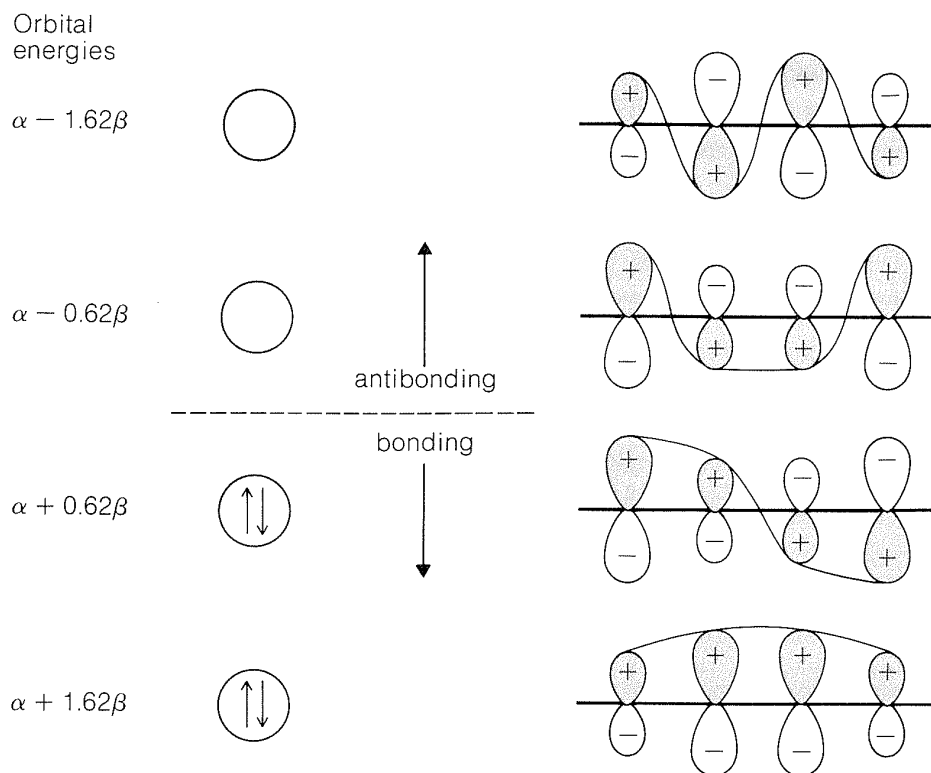 Orbital
energies
α − 1.62β
+ − + −
− + − +
α − 0.62β
+ − − +
− + + −
antibonding
bonding
α + 0.62β
+ + − −
− − + +
α + 1.62β
+ + + +
− − − −